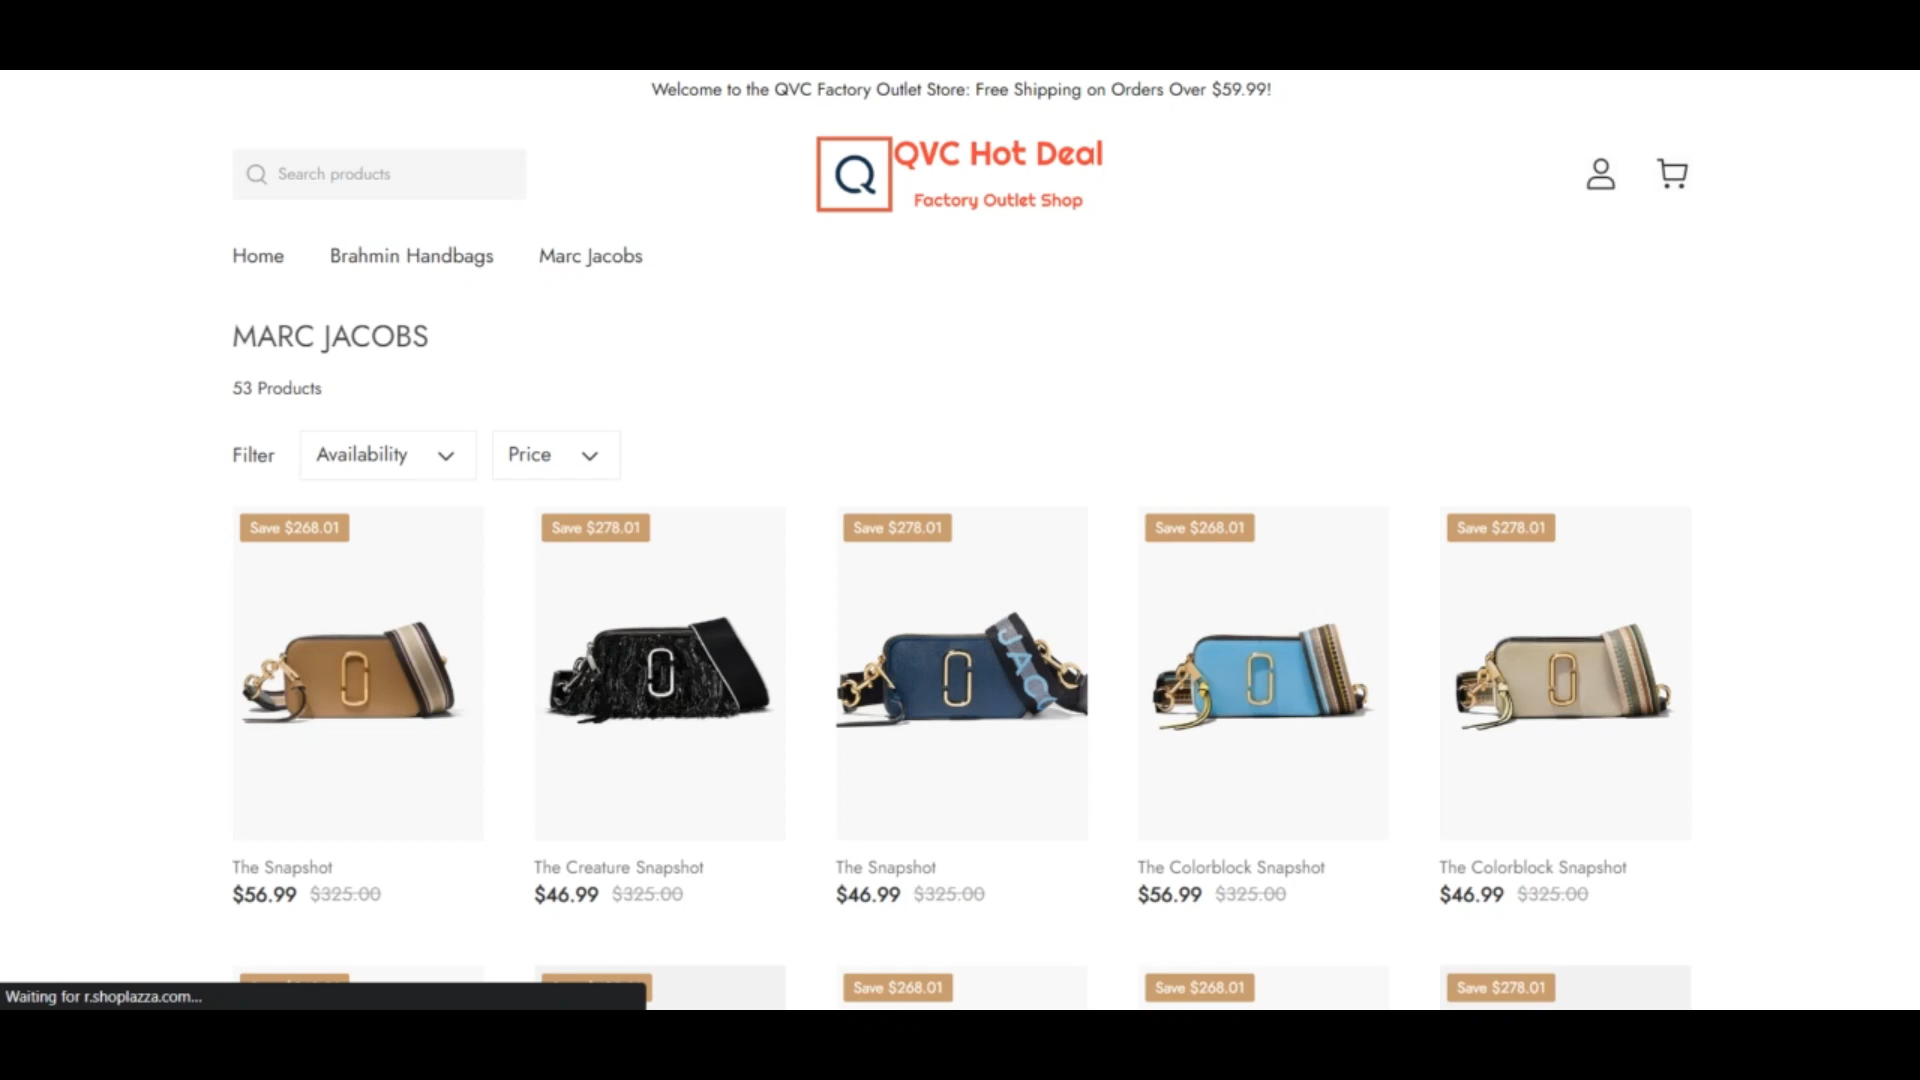 Welcome to the QVC Factory Outlet Store: Free Shipping on Orders Over $59.99!
Search products
Q
QVC Hot Deal
Factory Outlet Shop
Home
Brahmin Handbags
Marc Jacobs
MARC JACOBS
53 Products
Filter
Availability
Price
Save $268.01
Save $278.01
Save $278.01
Save $268.01
Save $278.01
JACO
The Snapshot
The Creature Snapshot
The Snapshot
The Colorblock Snapshot
The Colorblock Snapshot
$56.99 $325.00
$46.99 $325.00
$46.99 $325.00
$56.99 $325.00
$46.99 $325.00
Save $268.01
Save $268.01
Save $278.01
Waiting for r.shoplazza.com...